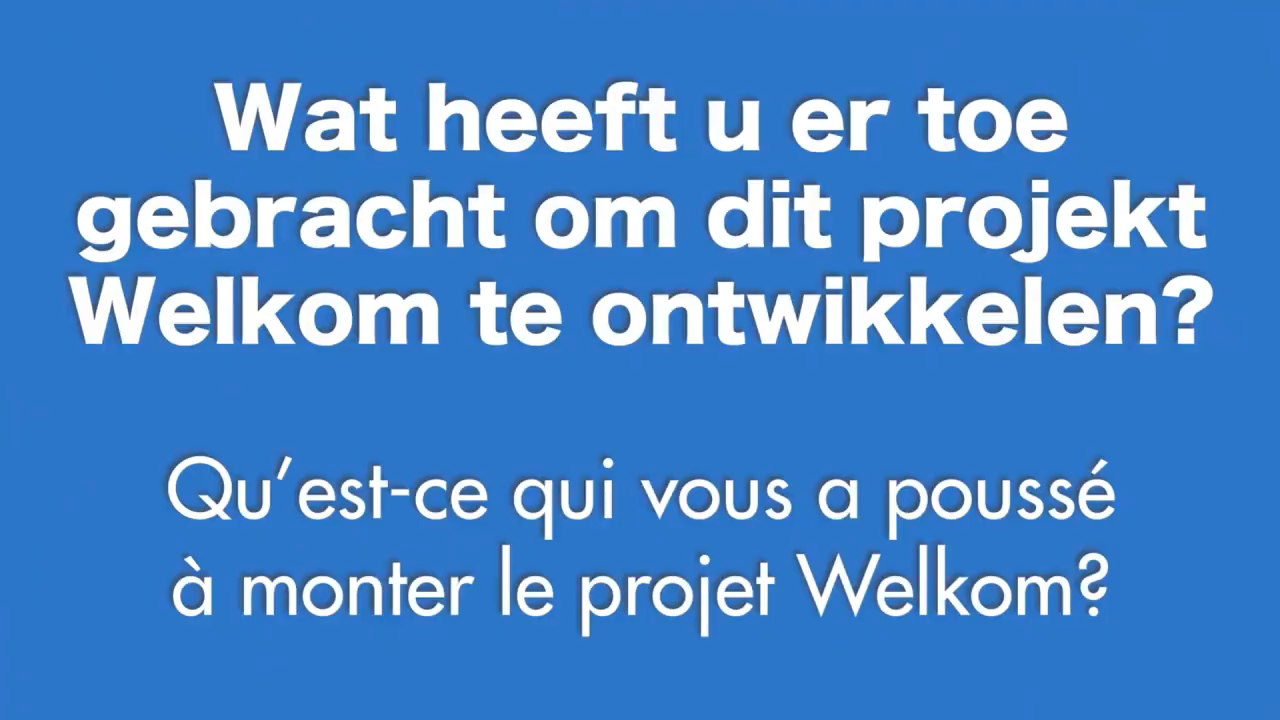 Wat heeft u er toe
gebracht om dit projekt
Welkom te ontwikkelen?
Qu’est-ce qui vous a poussé
à monter le projet Welkom?